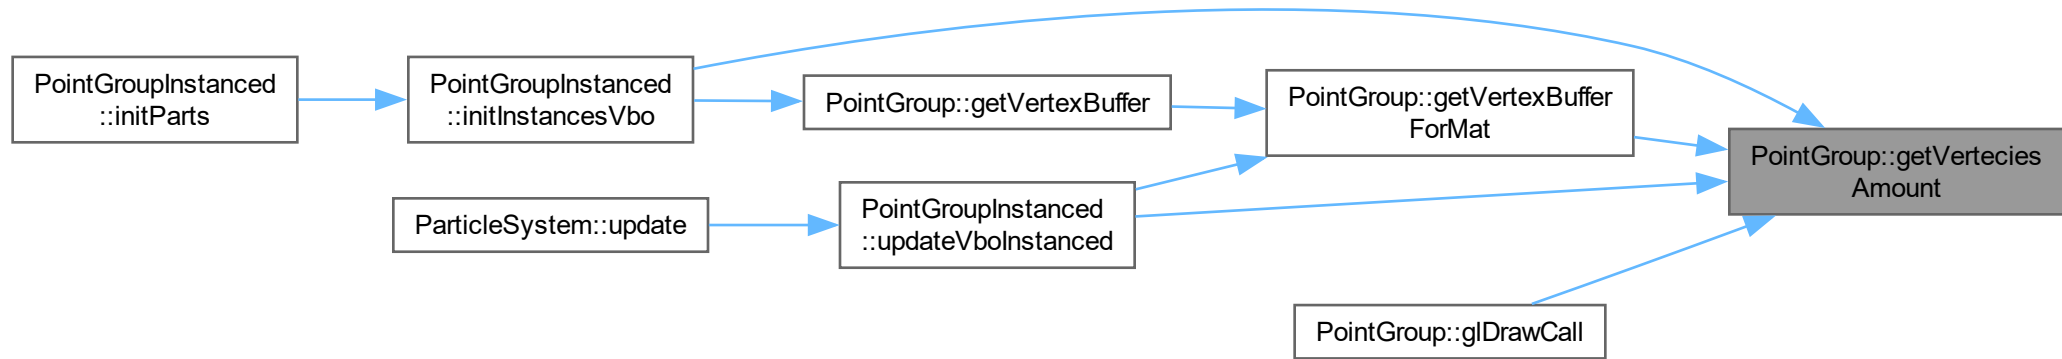 PointGroupInstanced
::initParts
PointGroupInstanced
::initInstancesVbo
PointGroup::getVertexBuffer
PointGroup::getVertexBuffer
ForMat
PointGroup::getVertecies
Amount
ParticleSystem::update
PointGroupInstanced
::updateVboInstanced
PointGroup::glDrawCall